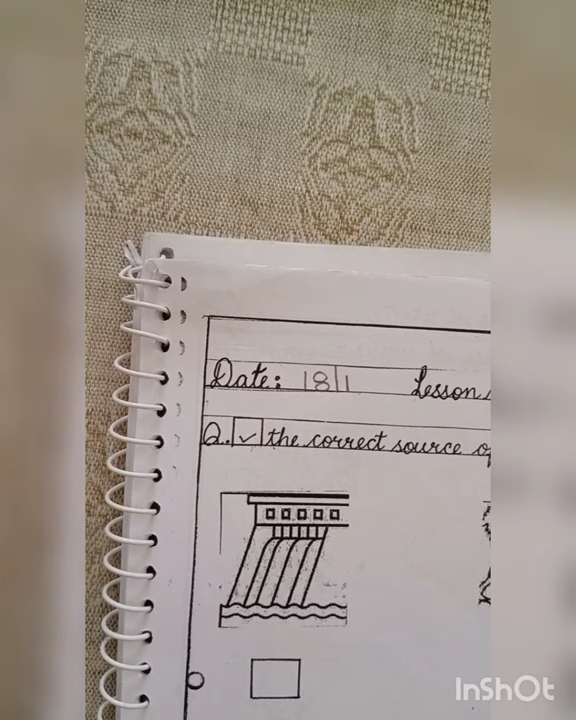 Date: 18/1 Lesson
Q. ✓ the correct source of
InShOt